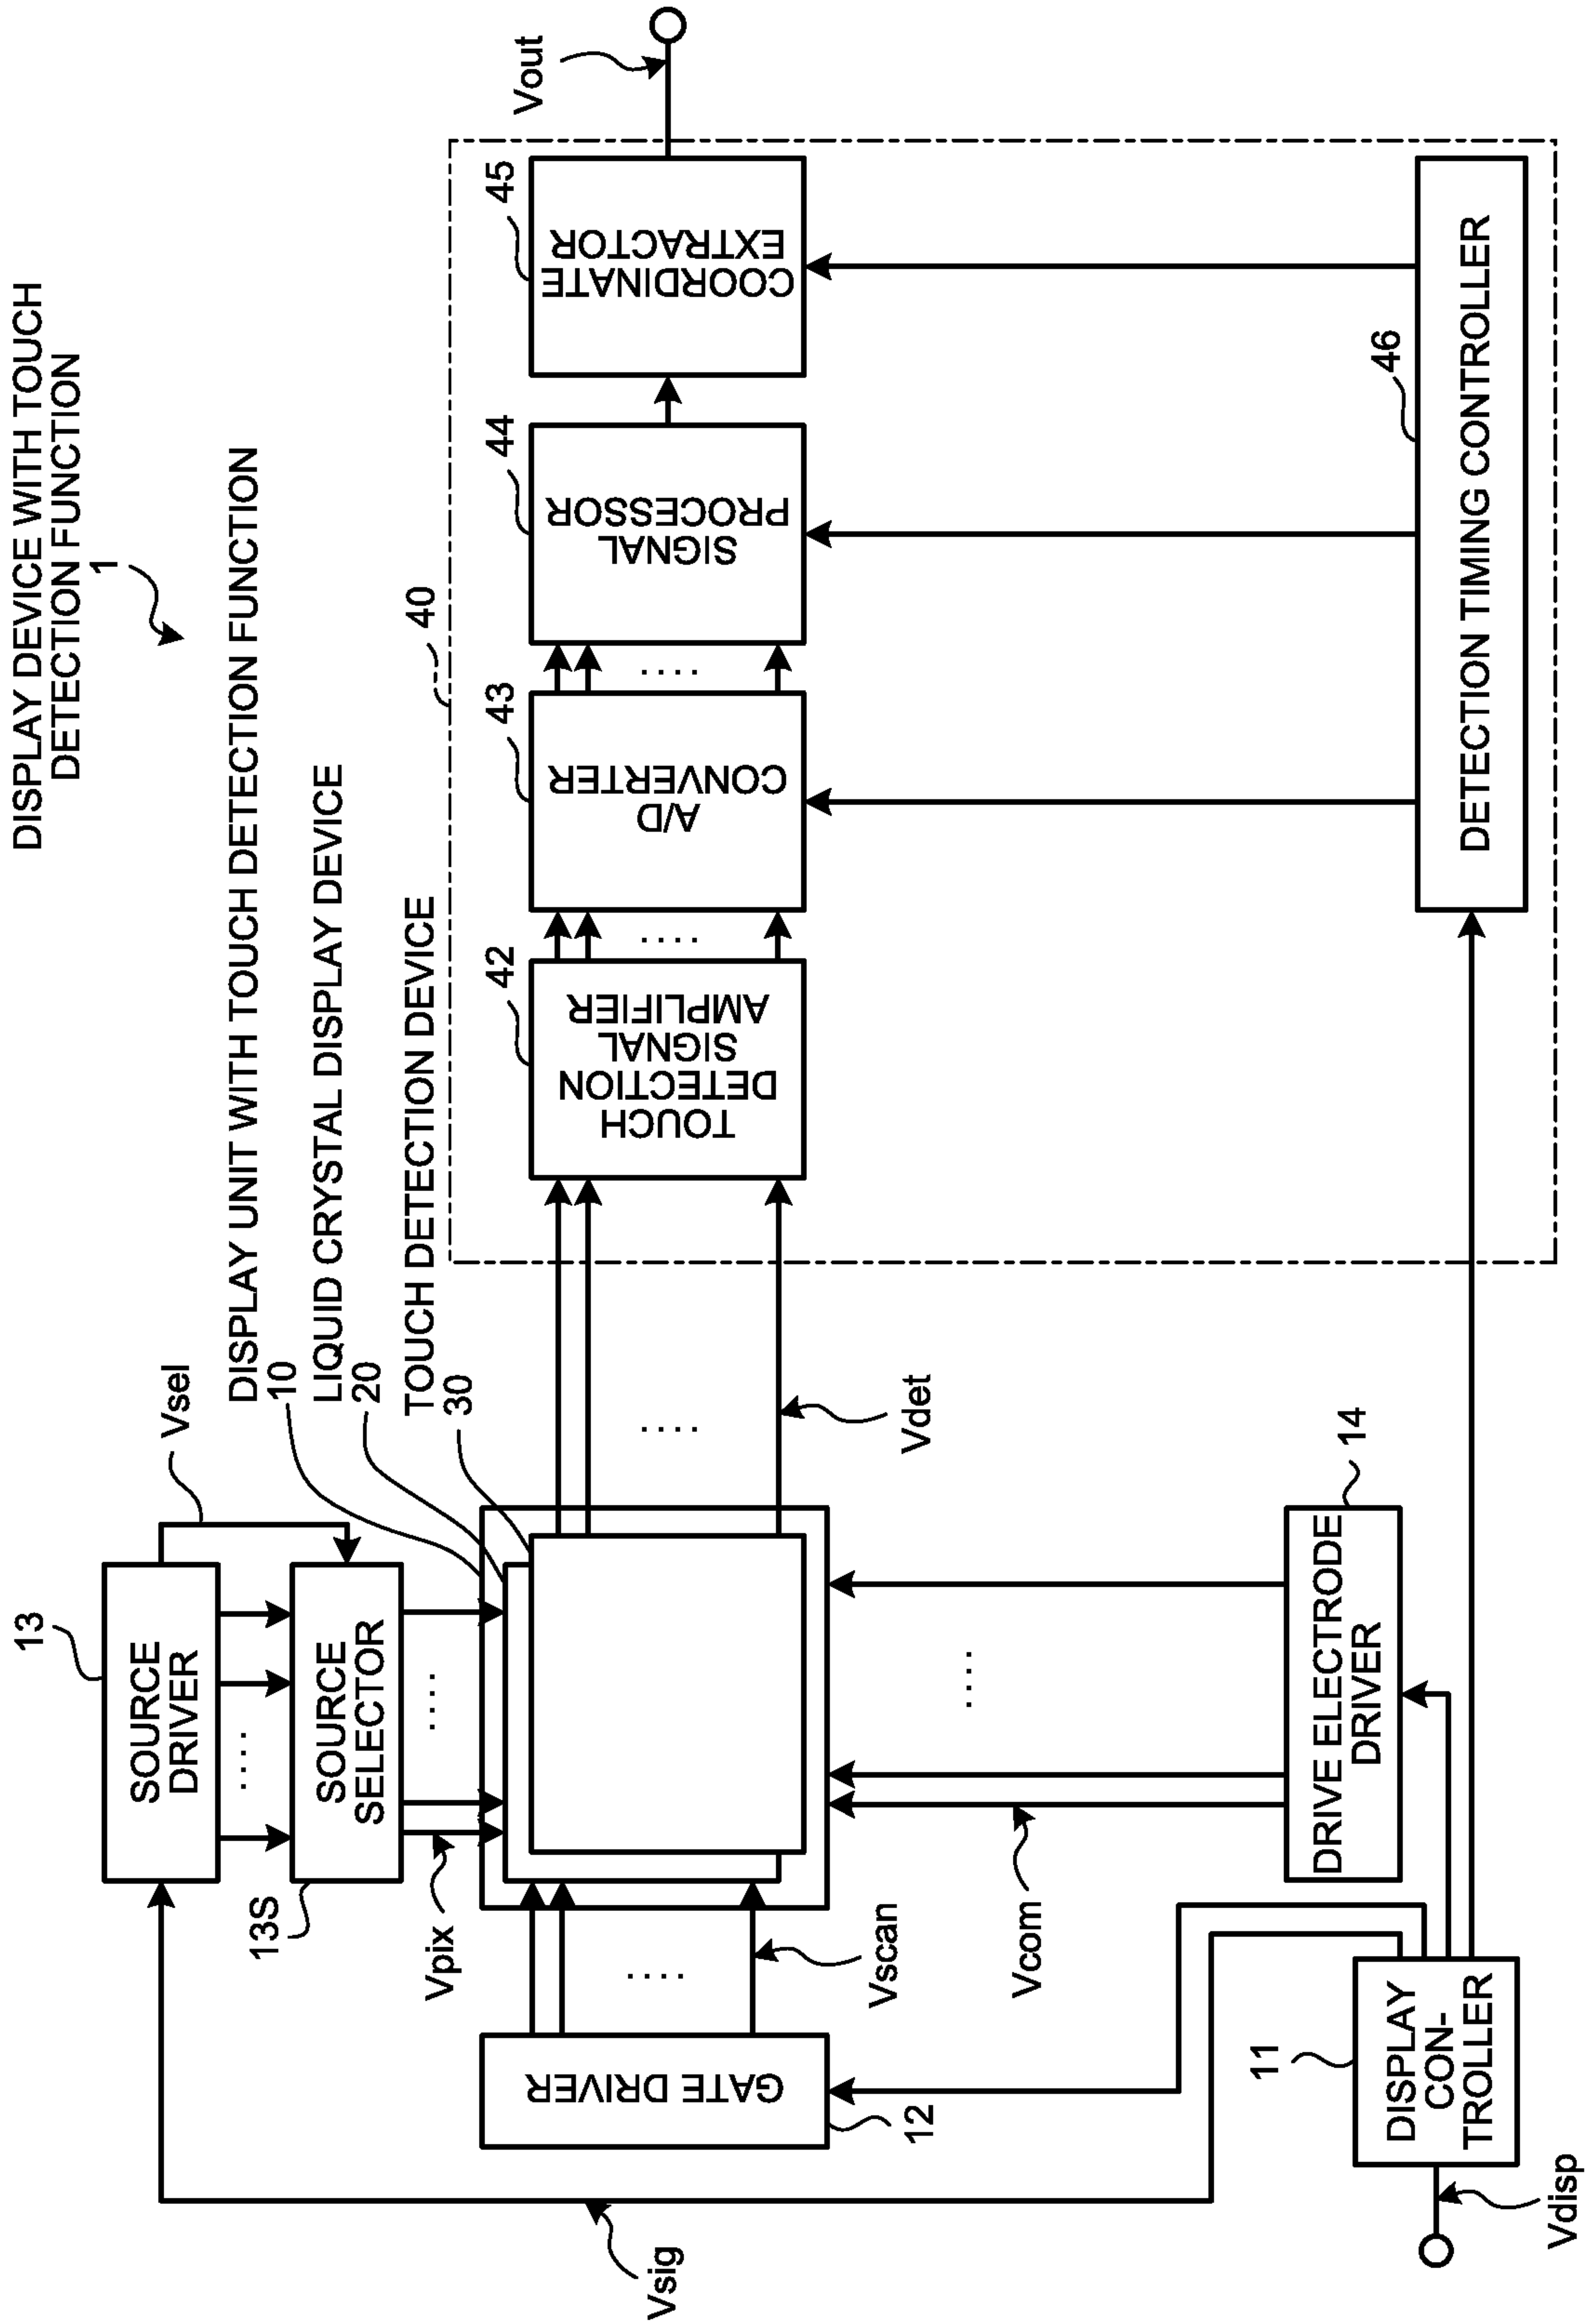 DISPLAY DEVICE WITH TOUCH
DETECTION FUNCTION
1
DISPLAY UNIT WITH TOUCH DETECTION FUNCTION
10
LIQUID CRYSTAL DISPLAY DEVICE
20
TOUCH DETECTION DEVICE
30
13
SOURCE
DRIVER
....
Vsel
13S
SOURCE
SELECTOR
....
Vpix
Vsig
GATE DRIVER
12
....
Vscan
....
Vdet
Vcom
....
14
DRIVE ELECTRODE
DRIVER
11
DISPLAY
CON-
TROLLER
Vdisp
40
42
TOUCH
DETECTION
SIGNAL
AMPLIFIER
....
43
A/D
CONVERTER
....
44
SIGNAL
PROCESSOR
45
COORDINATE
EXTRACTOR
Vout
46
DETECTION TIMING CONTROLLER